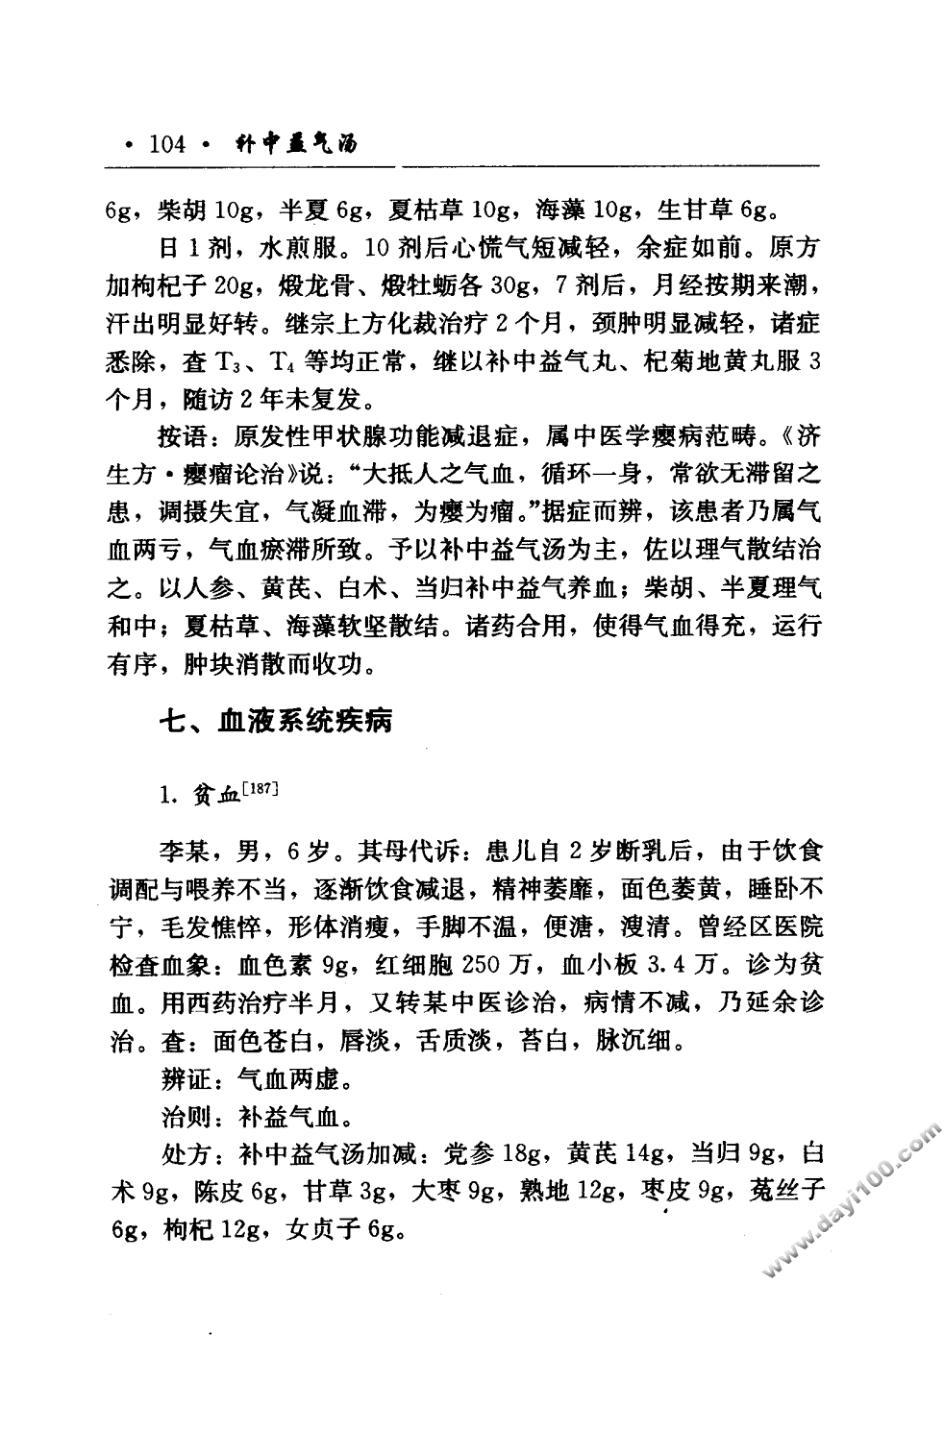 · 104 · 补中益气汤
6g，柴胡 10g，半夏 6g，夏枯草 10g，海藻 10g，生甘草 6g。
日 1 剂，水煎服。10 剂后心慌气短减轻，余症如前。原方
加枸杞子 20g，煅龙骨、煅牡蛎各 30g，7 剂后，月经按期来潮，
汗出明显好转。继宗上方化裁治疗 2 个月，颈肿明显减轻，诸症
悉除，查 T₃、T₄ 等均正常，继以补中益气丸、杞菊地黄丸服 3
个月，随访 2 年未复发。
按语：原发性甲状腺功能减退症，属中医学瘿病范畴。《济
生方·瘿瘤论治》说：“大抵人之气血，循环一身，常欲无滞留之
患，调摄失宜，气凝血滞，为瘿为瘤。”据症而辨，该患者乃属气
血两亏，气血瘀滞所致。予以补中益气汤为主，佐以理气散结治
之。以人参、黄芪、白术、当归补中益气养血；柴胡、半夏理气
和中；夏枯草、海藻软坚散结。诸药合用，使得气血得充，运行
有序，肿块消散而收功。
七、血液系统疾病
1. 贫血[187]
李某，男，6 岁。其母代诉：患儿自 2 岁断乳后，由于饮食
调配与喂养不当，逐渐饮食减退，精神萎靡，面色萎黄，睡卧不
宁，毛发憔悴，形体消瘦，手脚不温，便溏，溲清。曾经区医院
检查血象：血色素 9g，红细胞 250 万，血小板 3.4 万。诊为贫
血。用西药治疗半月，又转某中医诊治，病情不减，乃延余诊
治。查：面色苍白，唇淡，舌质淡，苔白，脉沉细。
辨证：气血两虚。
治则：补益气血。
处方：补中益气汤加减：党参 18g，黄芪 14g，当归 9g，白
术 9g，陈皮 6g，甘草 3g，大枣 9g，熟地 12g，枣皮 9g，菟丝子
6g，枸杞 12g，女贞子 6g。
www.dayi100.com